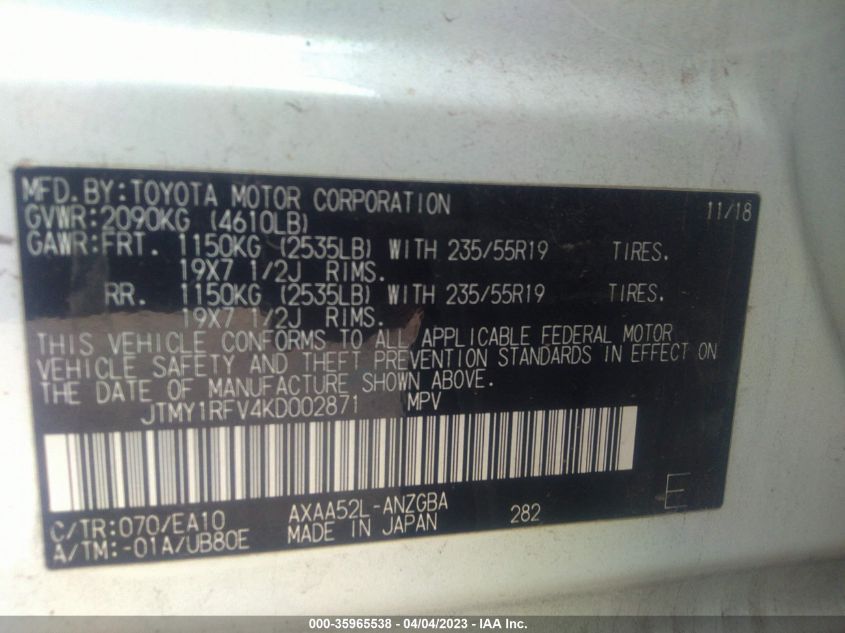 MFD.BY:TOYOTA MOTOR CORPORATION 11/18
GVWR:2090KG (4610LB)
GAWR:FRT. 1150KG (2535LB) WITH 235/55R19 TIRES.
19X7 1/2J RIMS.
RR. 1150KG (2535LB) WITH 235/55R19 TIRES.
19X7 1/2J RIMS.
THIS VEHICLE CONFORMS TO ALL APPLICABLE FEDERAL MOTOR
VEHICLE SAFETY AND THEFT PREVENTION STANDARDS IN EFFECT ON
THE DATE OF MANUFACTURE SHOWN ABOVE.
JTMY1RFV4KD002871 MPV
C/TR:070/EA10 AXAA52L-ANZGBA 282 E
A/TM:-01A/UB80E MADE IN JAPAN
000-35965538 - 04/04/2023 - IAA Inc.